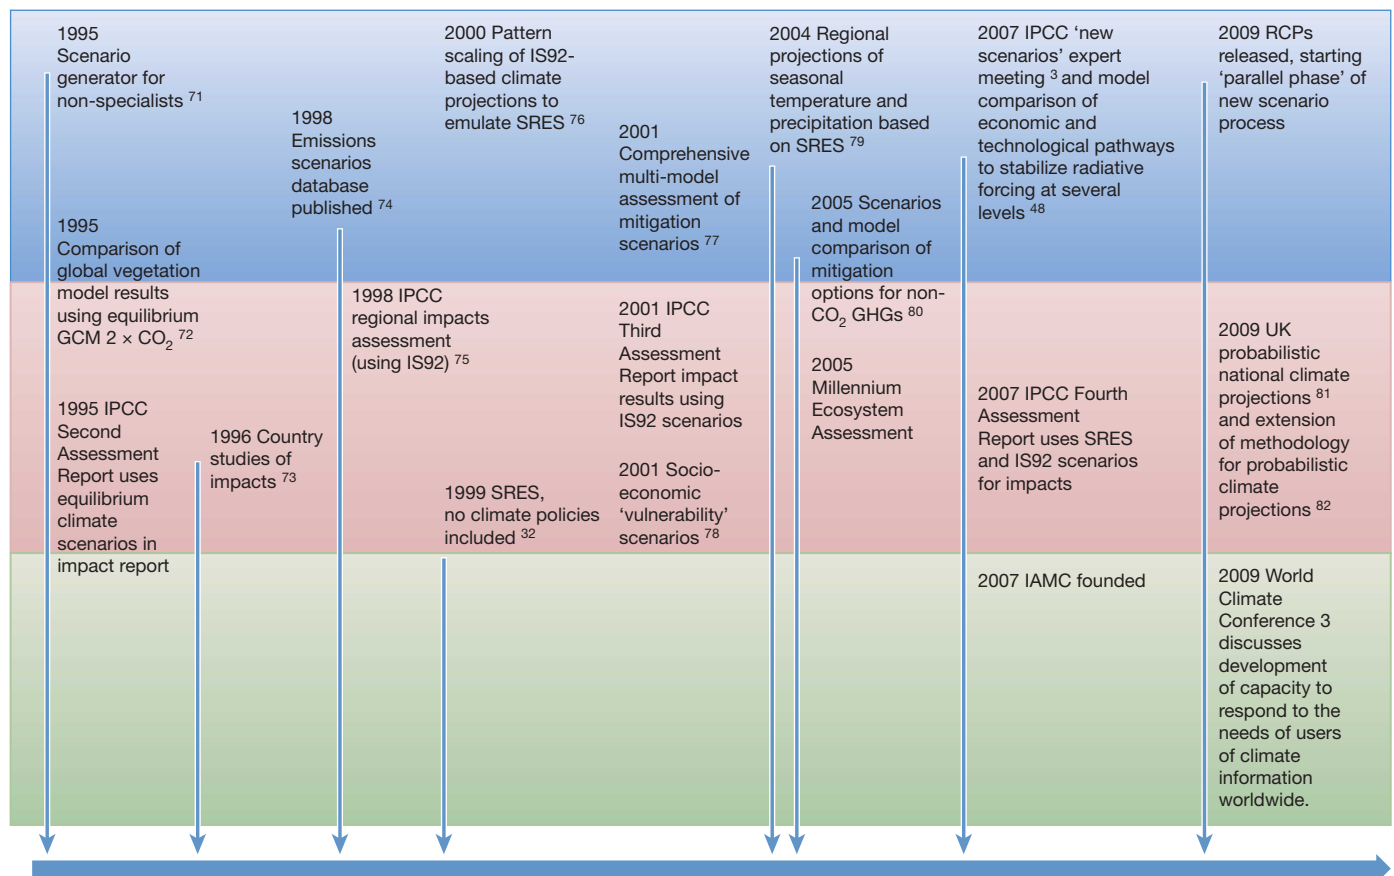 1995
Scenario
generator for
non-specialists 71
1995
Comparison of
global vegetation
model results
using equilibrium
GCM 2 × CO2 72
1995 IPCC
Second
Assessment
Report uses
equilibrium
climate
scenarios in
impact report
1996 Country
studies of
impacts 73
1998
Emissions
scenarios
database
published 74
1998 IPCC
regional impacts
assessment
(using IS92) 75
2000 Pattern
scaling of IS92-
based climate
projections to
emulate SRES 76
1999 SRES,
no climate policies
included 32
2001
Comprehensive
multi-model
assessment of
mitigation
scenarios 77
2001 IPCC
Third
Assessment
Report impact
results using
IS92 scenarios
2001 Socio-
economic
‘vulnerability’
scenarios 78
2004 Regional
projections of
seasonal
temperature and
precipitation based
on SRES 79
2005 Scenarios
and model
comparison of
mitigation
options for non-
CO2 GHGs 80
2005
Millennium
Ecosystem
Assessment
2007 IPCC ‘new
scenarios’ expert
meeting 3 and model
comparison of
economic and
technological pathways
to stabilize radiative
forcing at several
levels 48
2007 IPCC Fourth
Assessment
Report uses SRES
and IS92 scenarios
for impacts
2007 IAMC founded
2009 RCPs
released, starting
‘parallel phase’ of
new scenario
process
2009 UK
probabilistic
national climate
projections 81
and extension
of methodology
for probabilistic
climate
projections 82
2009 World
Climate
Conference 3
discusses
development
of capacity to
respond to the
needs of users
of climate
information
worldwide.